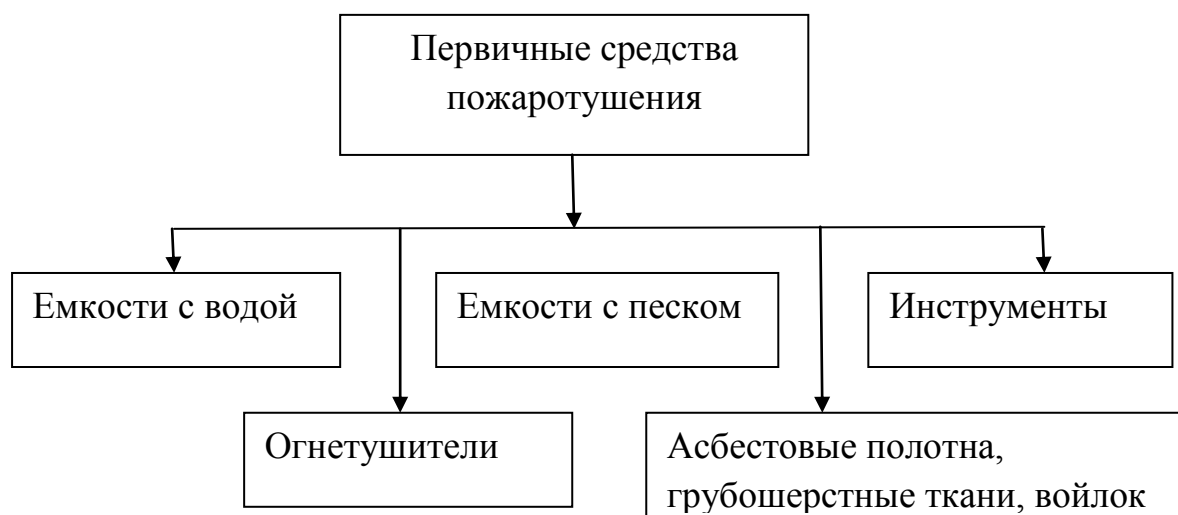 Первичные средства
пожаротушения
Емкости с водой
Емкости с песком
Инструменты
Огнетушители
Асбестовые полотна,
грубошерстные ткани, войлок